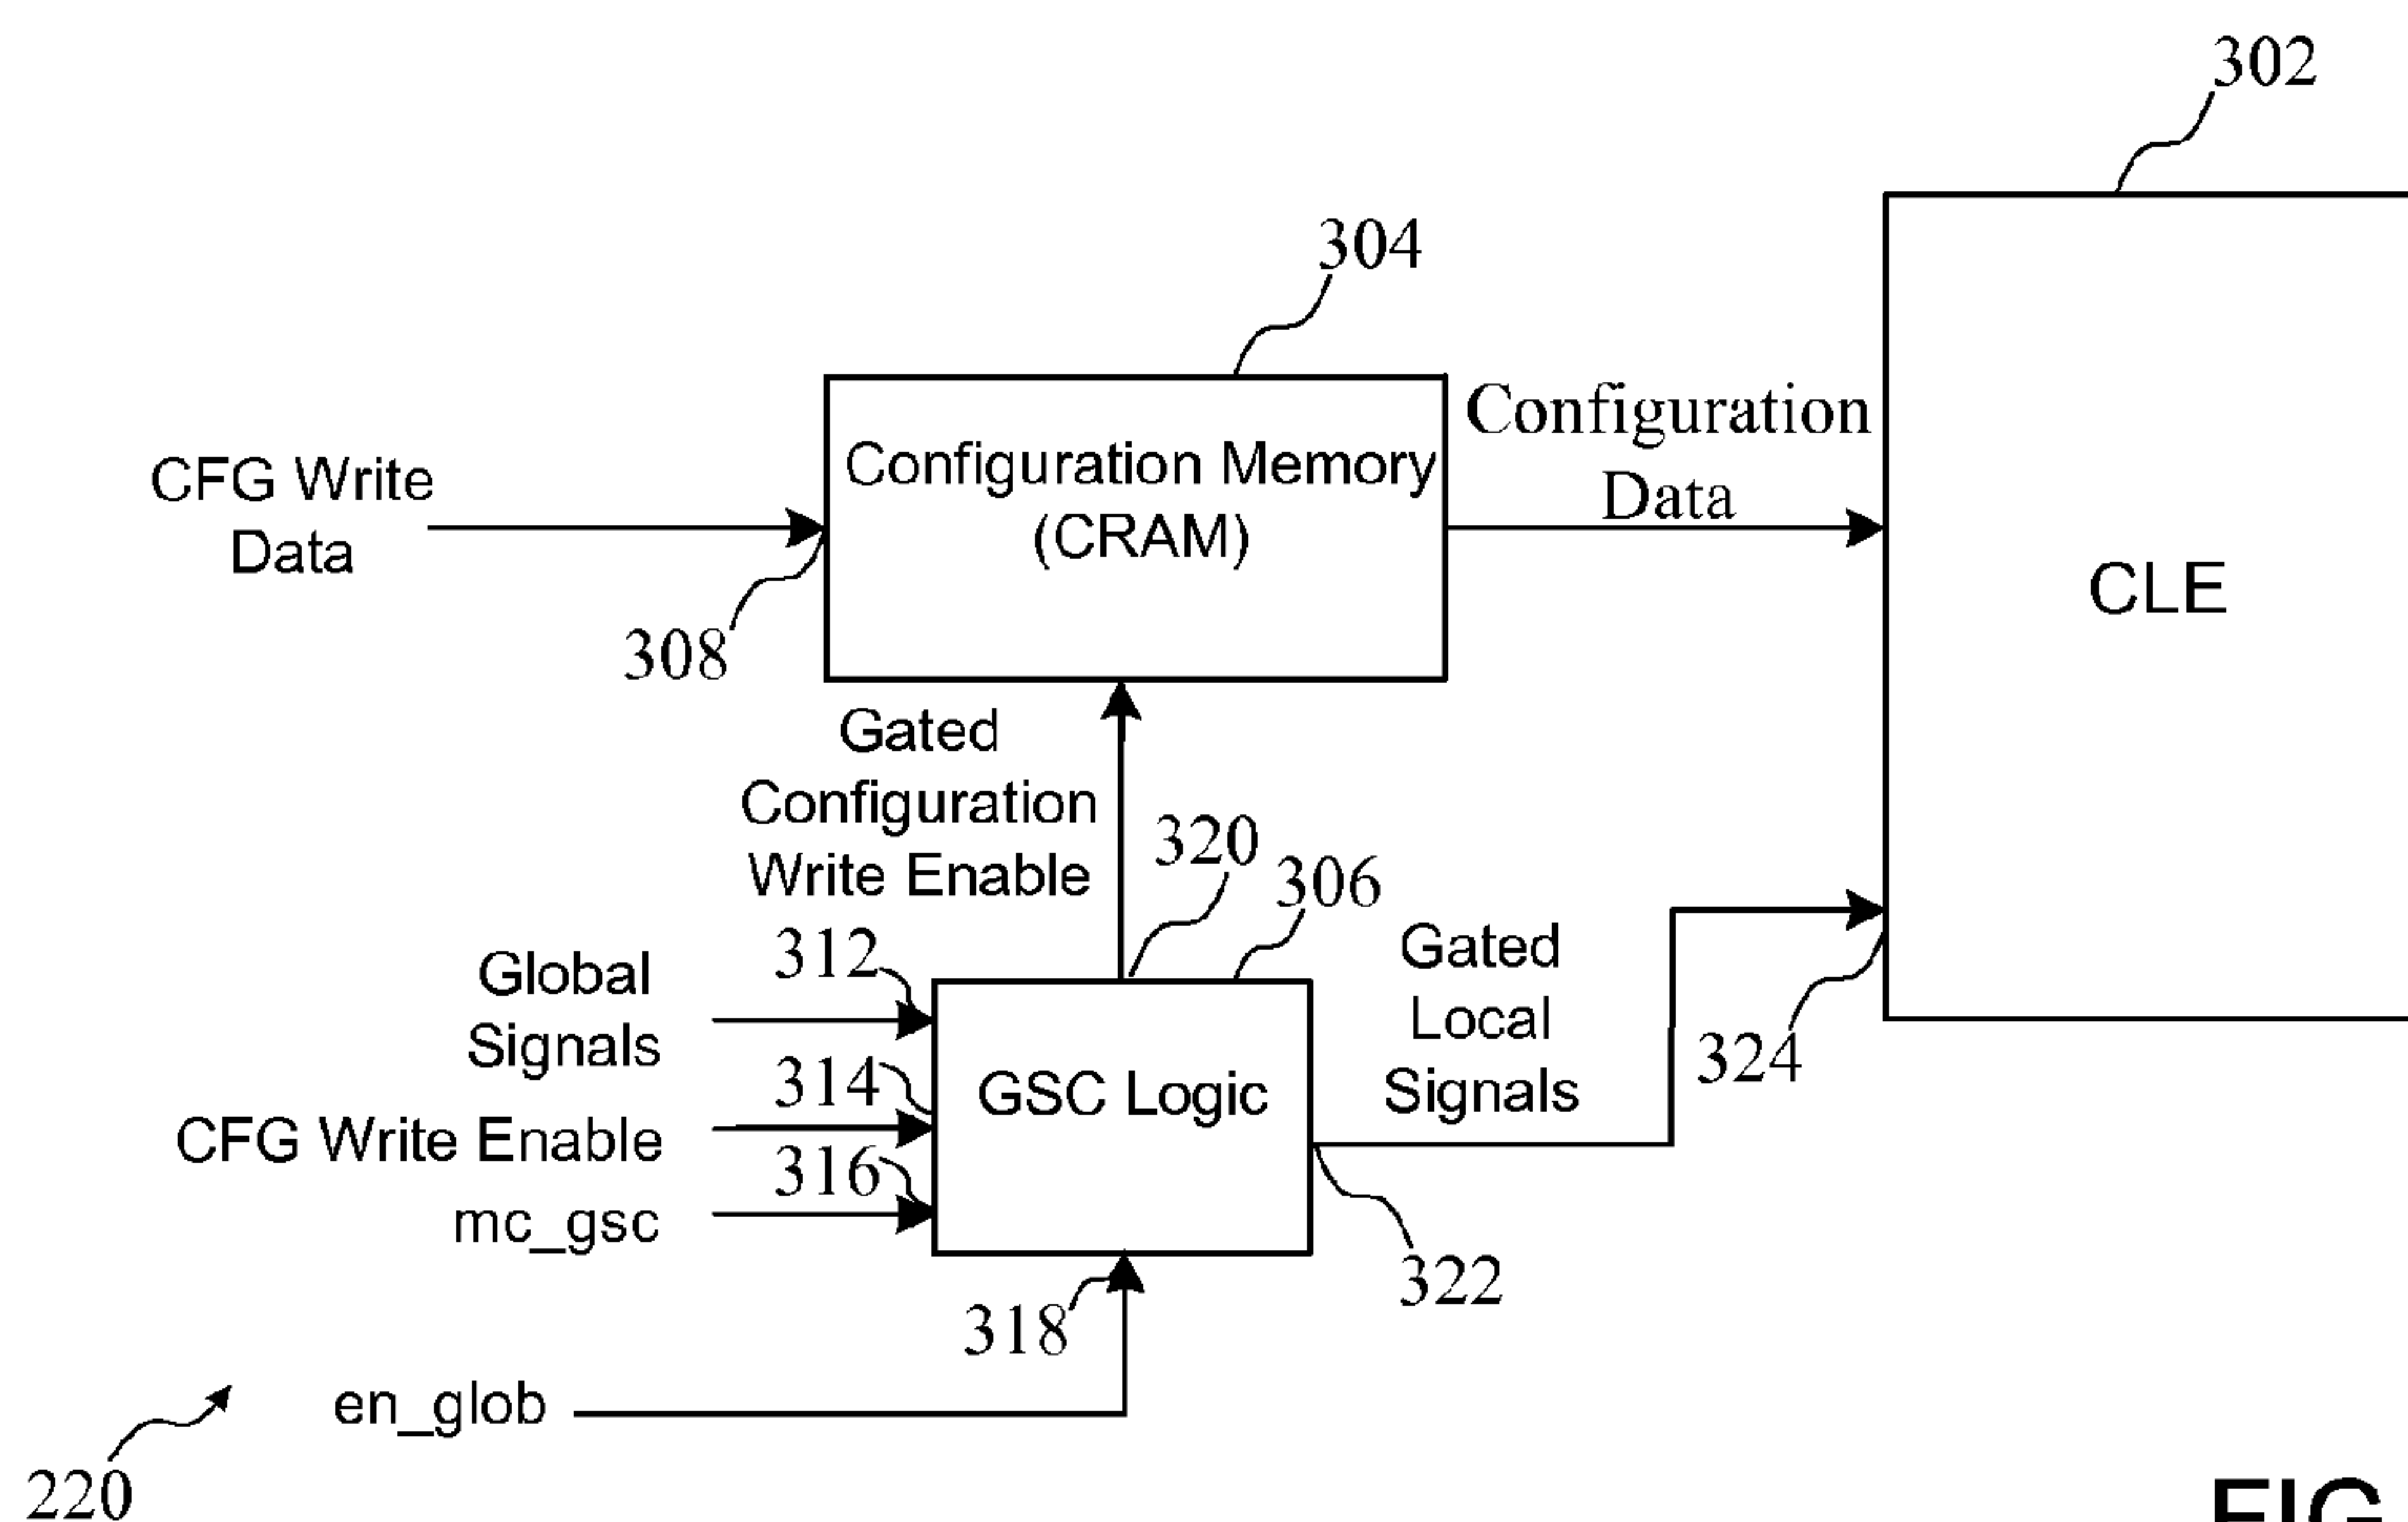 302
304
Configuration
Data
CFG Write
Data
Configuration Memory
(CRAM)
CLE
308
Gated
Configuration
Write Enable
320
306
Global
Signals
312
314
CFG Write Enable
316
mc_gsc
GSC Logic
Gated
Local
Signals
324
322
318
en_glob
220
FIG